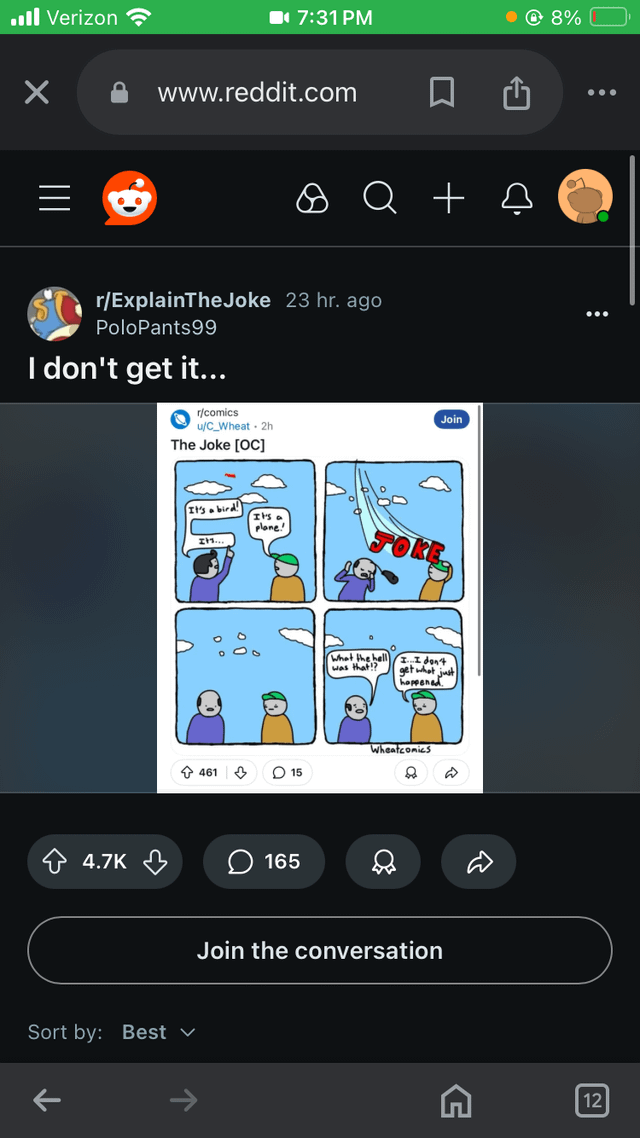 Verizon 7:31 PM 8%
www.reddit.com
r/ExplainTheJoke 23 hr. ago
PoloPants99
I don't get it...
r/comics
u/C_Wheat • 2h
Join
The Joke [OC]
It's a bird!
It's a
plane!
It's...
JOKE
What the hell
was that!?
I...I don't
get what just
happened.
Wheatcomics
461
15
4.7K
165
Join the conversation
Sort by: Best
12